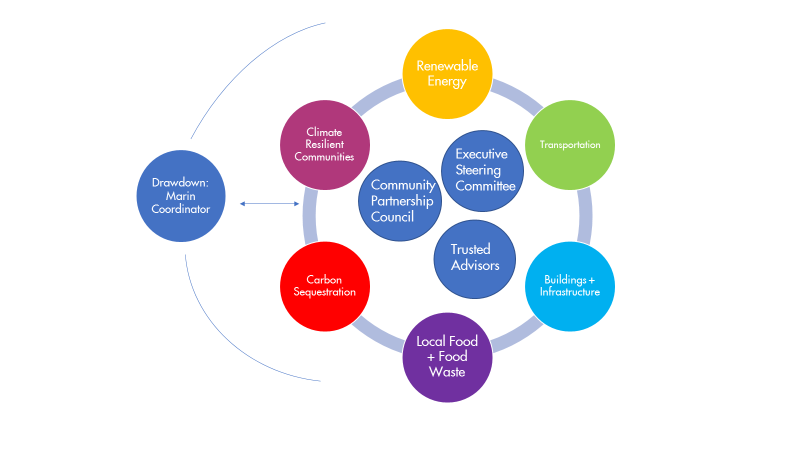 Renewable
Energy
Climate
Resilient
Communities
Transportation
Executive
Steering
Committee
Community
Partnership
Council
Drawdown:
Marin
Coordinator
Trusted
Advisors
Carbon
Sequestration
Buildings +
Infrastructure
Local Food
+ Food
Waste